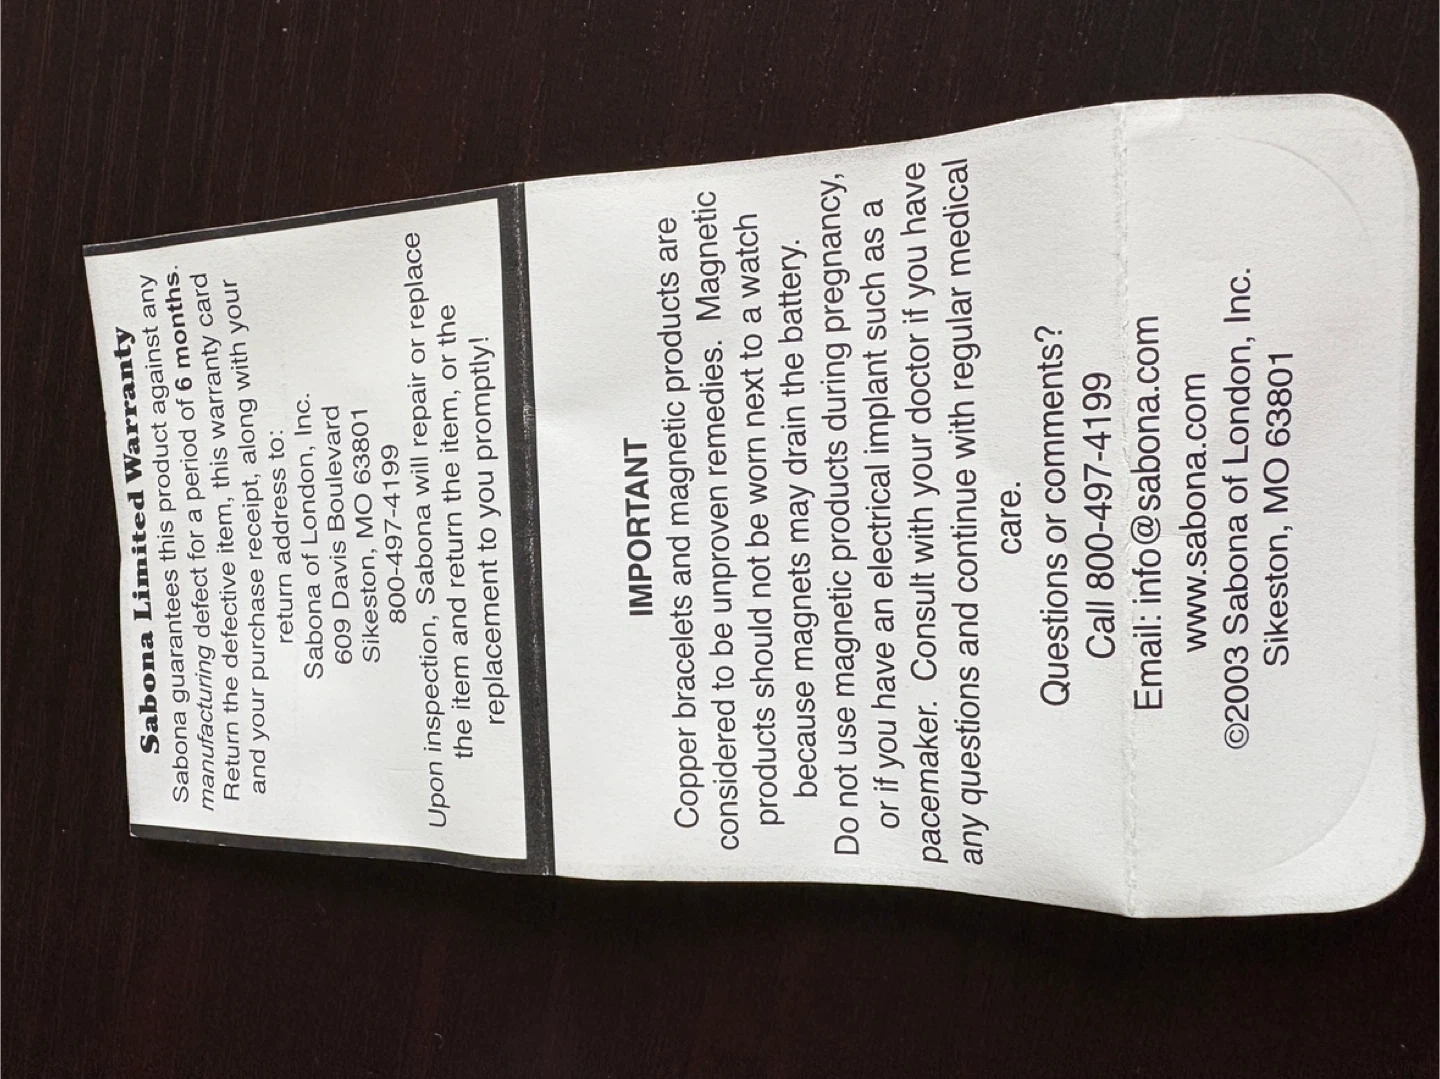 Sabona Limited Warranty
Sabona guarantees this product against any
manufacturing defect for a period of 6 months.
Return the defective item, this warranty card
and your purchase receipt, along with your
return address to:
Sabona of London, Inc.
609 Davis Boulevard
Sikeston, MO 63801
800-497-4199
Upon inspection, Sabona will repair or replace
the item and return the item, or the
replacement to you promptly!
IMPORTANT
Copper bracelets and magnetic products are
considered to be unproven remedies. Magnetic
products should not be worn next to a watch
because magnets may drain the battery.
Do not use magnetic products during pregnancy,
or if you have an electrical implant such as a
pacemaker. Consult with your doctor if you have
any questions and continue with regular medical
care.
Questions or comments?
Call 800-497-4199
Email: info@sabona.com
www.sabona.com
©2003 Sabona of London, Inc.
Sikeston, MO 63801